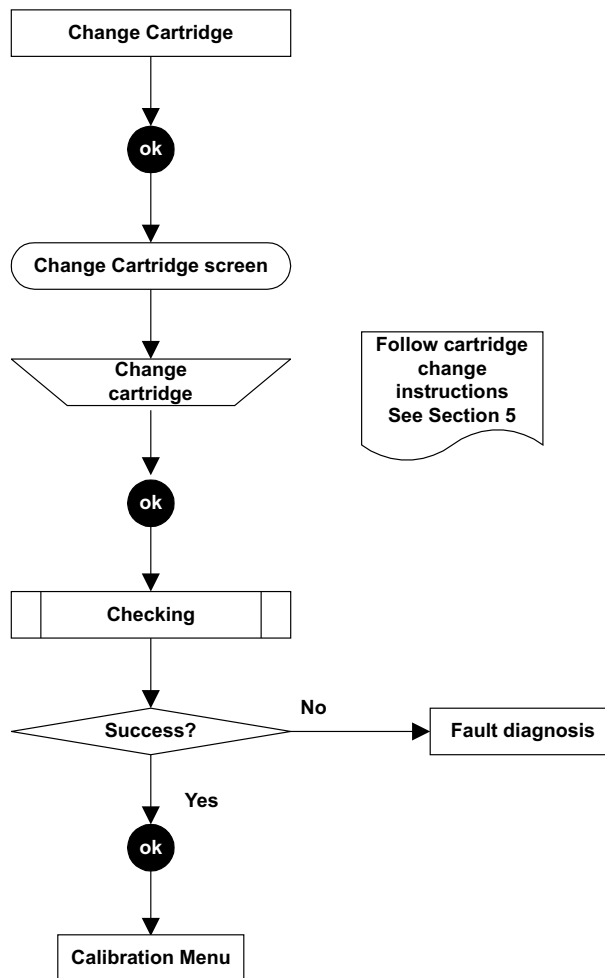 Change Cartridge
ok
Change Cartridge screen
Change
cartridge
Follow cartridge
change
instructions
See Section 5
ok
Checking
Success?
No
Fault diagnosis
Yes
ok
Calibration Menu